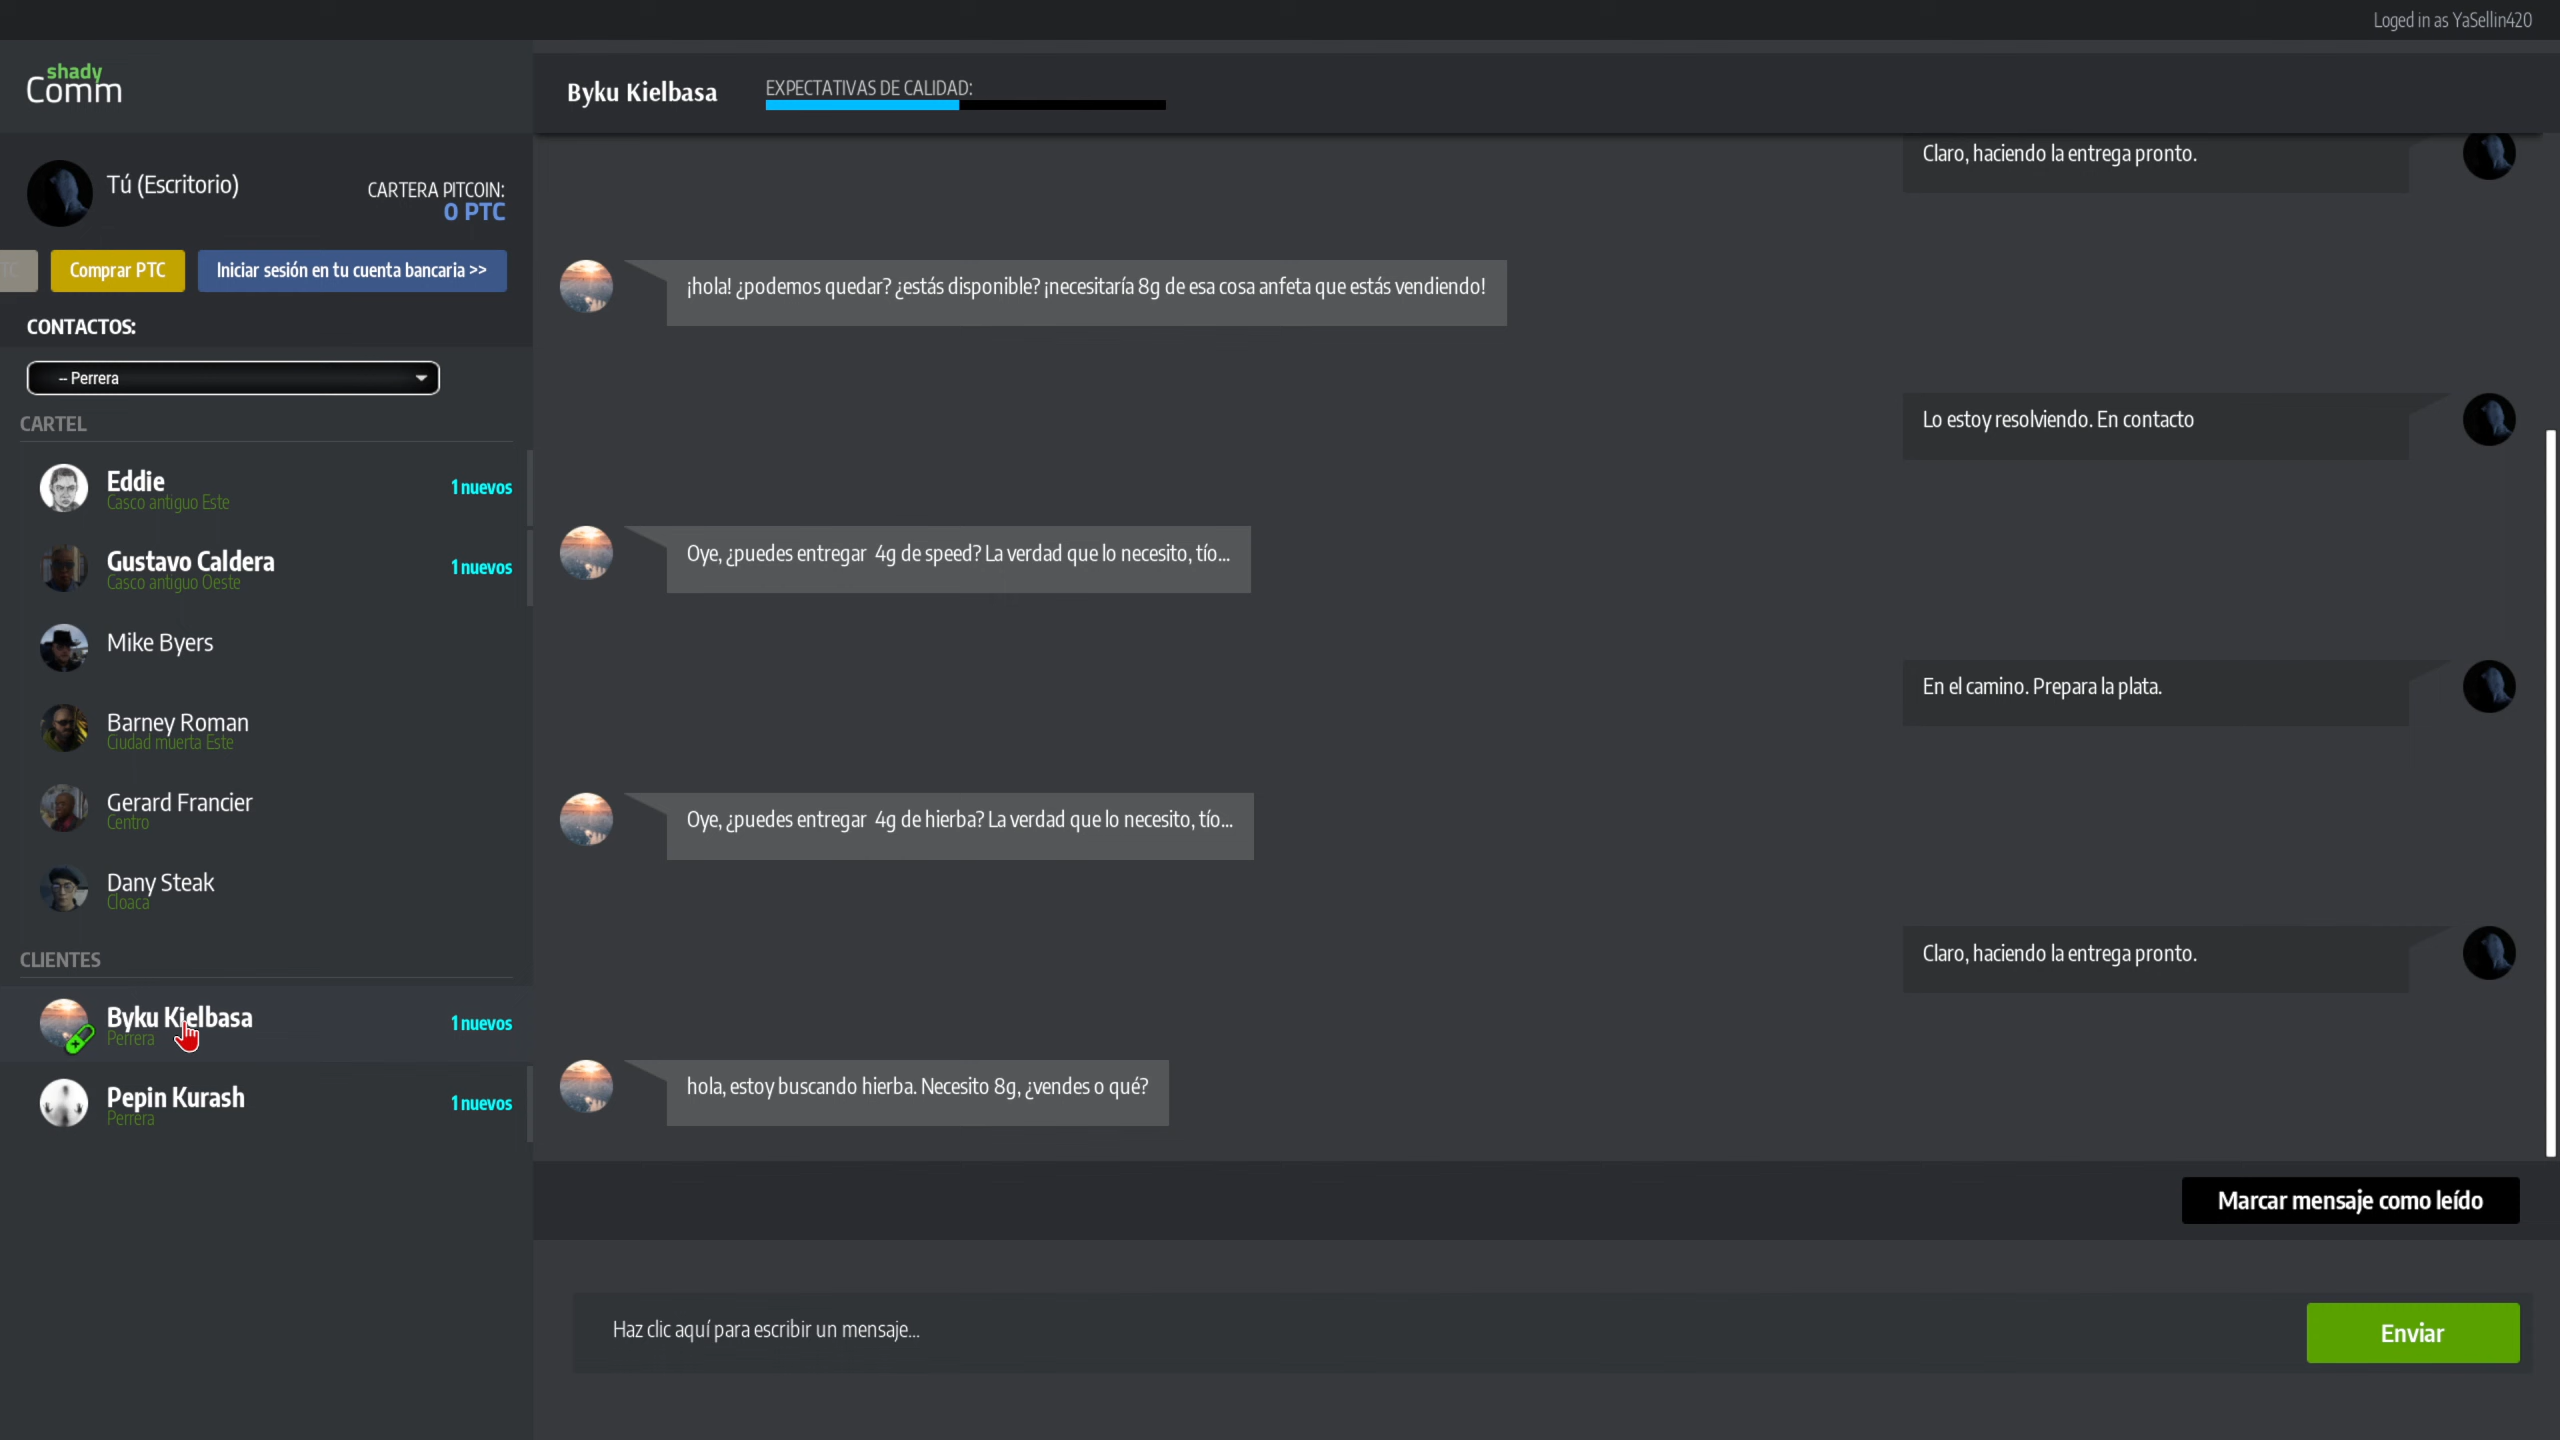 Loged in as YaSellin420
shady
Comm
Tú (Escritorio)
CARTERA PITCOIN:
0 PTC
TC
Comprar PTC
Iniciar sesión en tu cuenta bancaria >>
CONTACTOS:
-- Perrera
CARTEL
Eddie
Casco antiguo Este
1 nuevos
Gustavo Caldera
Casco antiguo Oeste
1 nuevos
Mike Byers
Barney Roman
Ciudad muerta Este
Gerard Francier
Centro
Dany Steak
Cloaca
CLIENTES
Byku Kielbasa
Perrera
1 nuevos
Pepin Kurash
Perrera
1 nuevos
Byku Kielbasa
EXPECTATIVAS DE CALIDAD:
Claro, haciendo la entrega pronto.
¡hola! ¿podemos quedar? ¿estás disponible? ¡necesitaría 8g de esa cosa anfeta que estás vendiendo!
Lo estoy resolviendo. En contacto
Oye, ¿puedes entregar  4g de speed? La verdad que lo necesito, tío...
En el camino. Prepara la plata.
Oye, ¿puedes entregar  4g de hierba? La verdad que lo necesito, tío...
Claro, haciendo la entrega pronto.
hola, estoy buscando hierba. Necesito 8g, ¿vendes o qué?
Marcar mensaje como leído
Haz clic aquí para escribir un mensaje...
Enviar